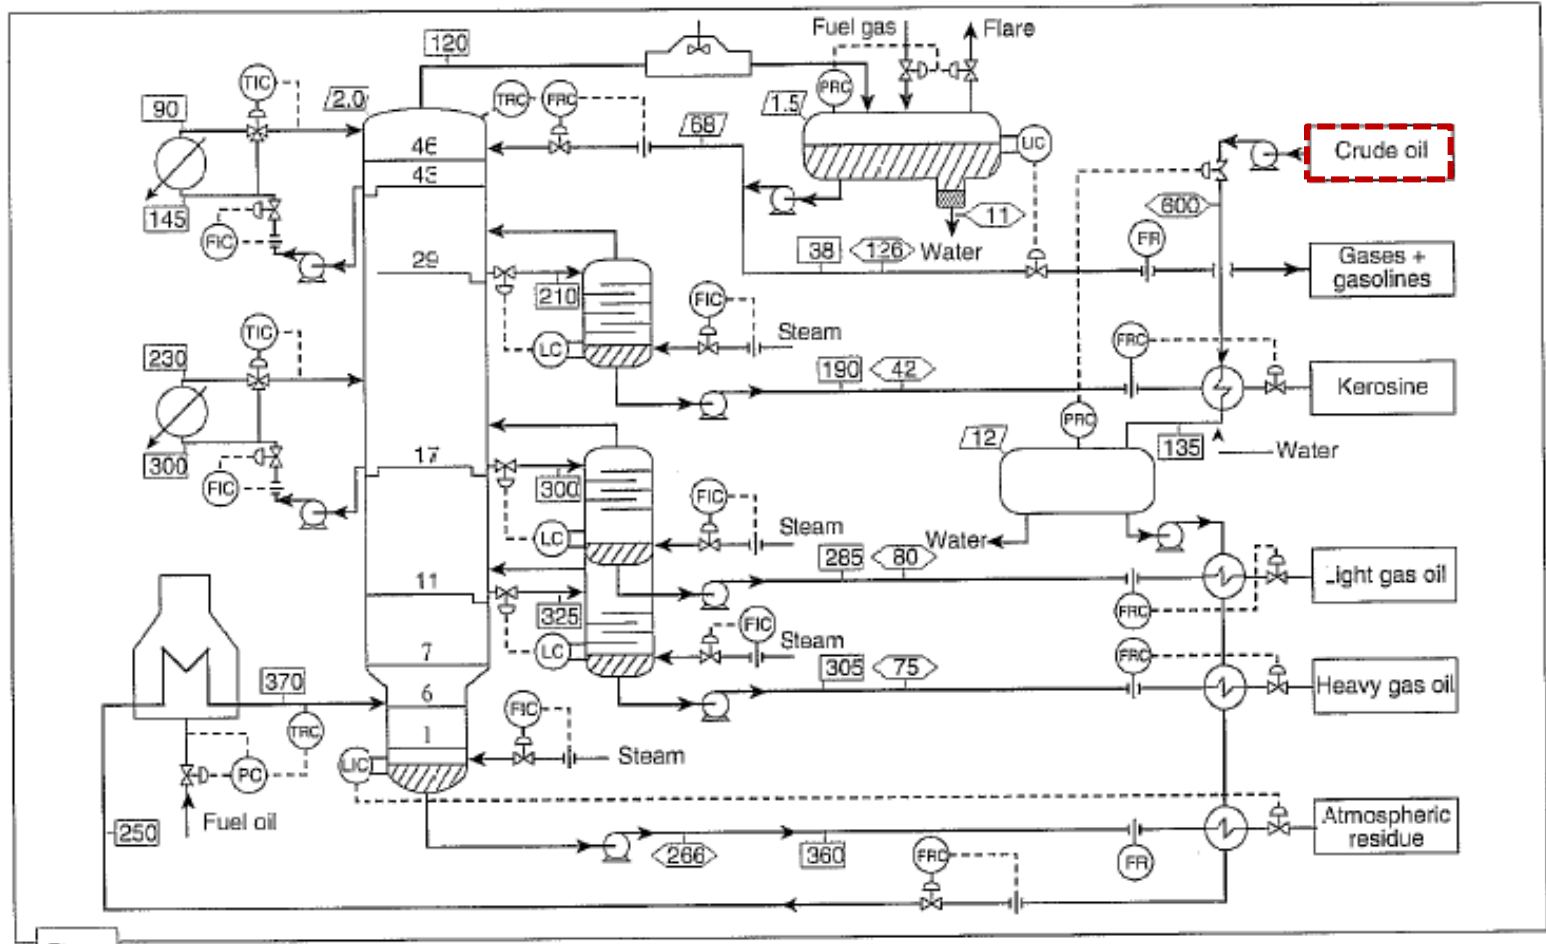 Fuel gas
Flare
120
TIC
2.0
TRC
FRC
PRC
90
1.5
68
LIC
Crude oil
46
43
600
145
FIC
11
FR
Water
38
126
Gases +
gasolines
29
210
FIC
TIC
LC
Steam
FRC
230
190
42
Kerosine
PRC
12
135
Water
300
17
FIC
300
FIC
Steam
LC
Water
285
80
Light gas oil
11
325
FRC
FIC
Steam
LC
7
305
75
FRC
Heavy gas oil
370
6
FIC
TRC
1
Steam
LIC
PC
Fuel oil
250
Atmospheric
residue
266
360
FRC
FR